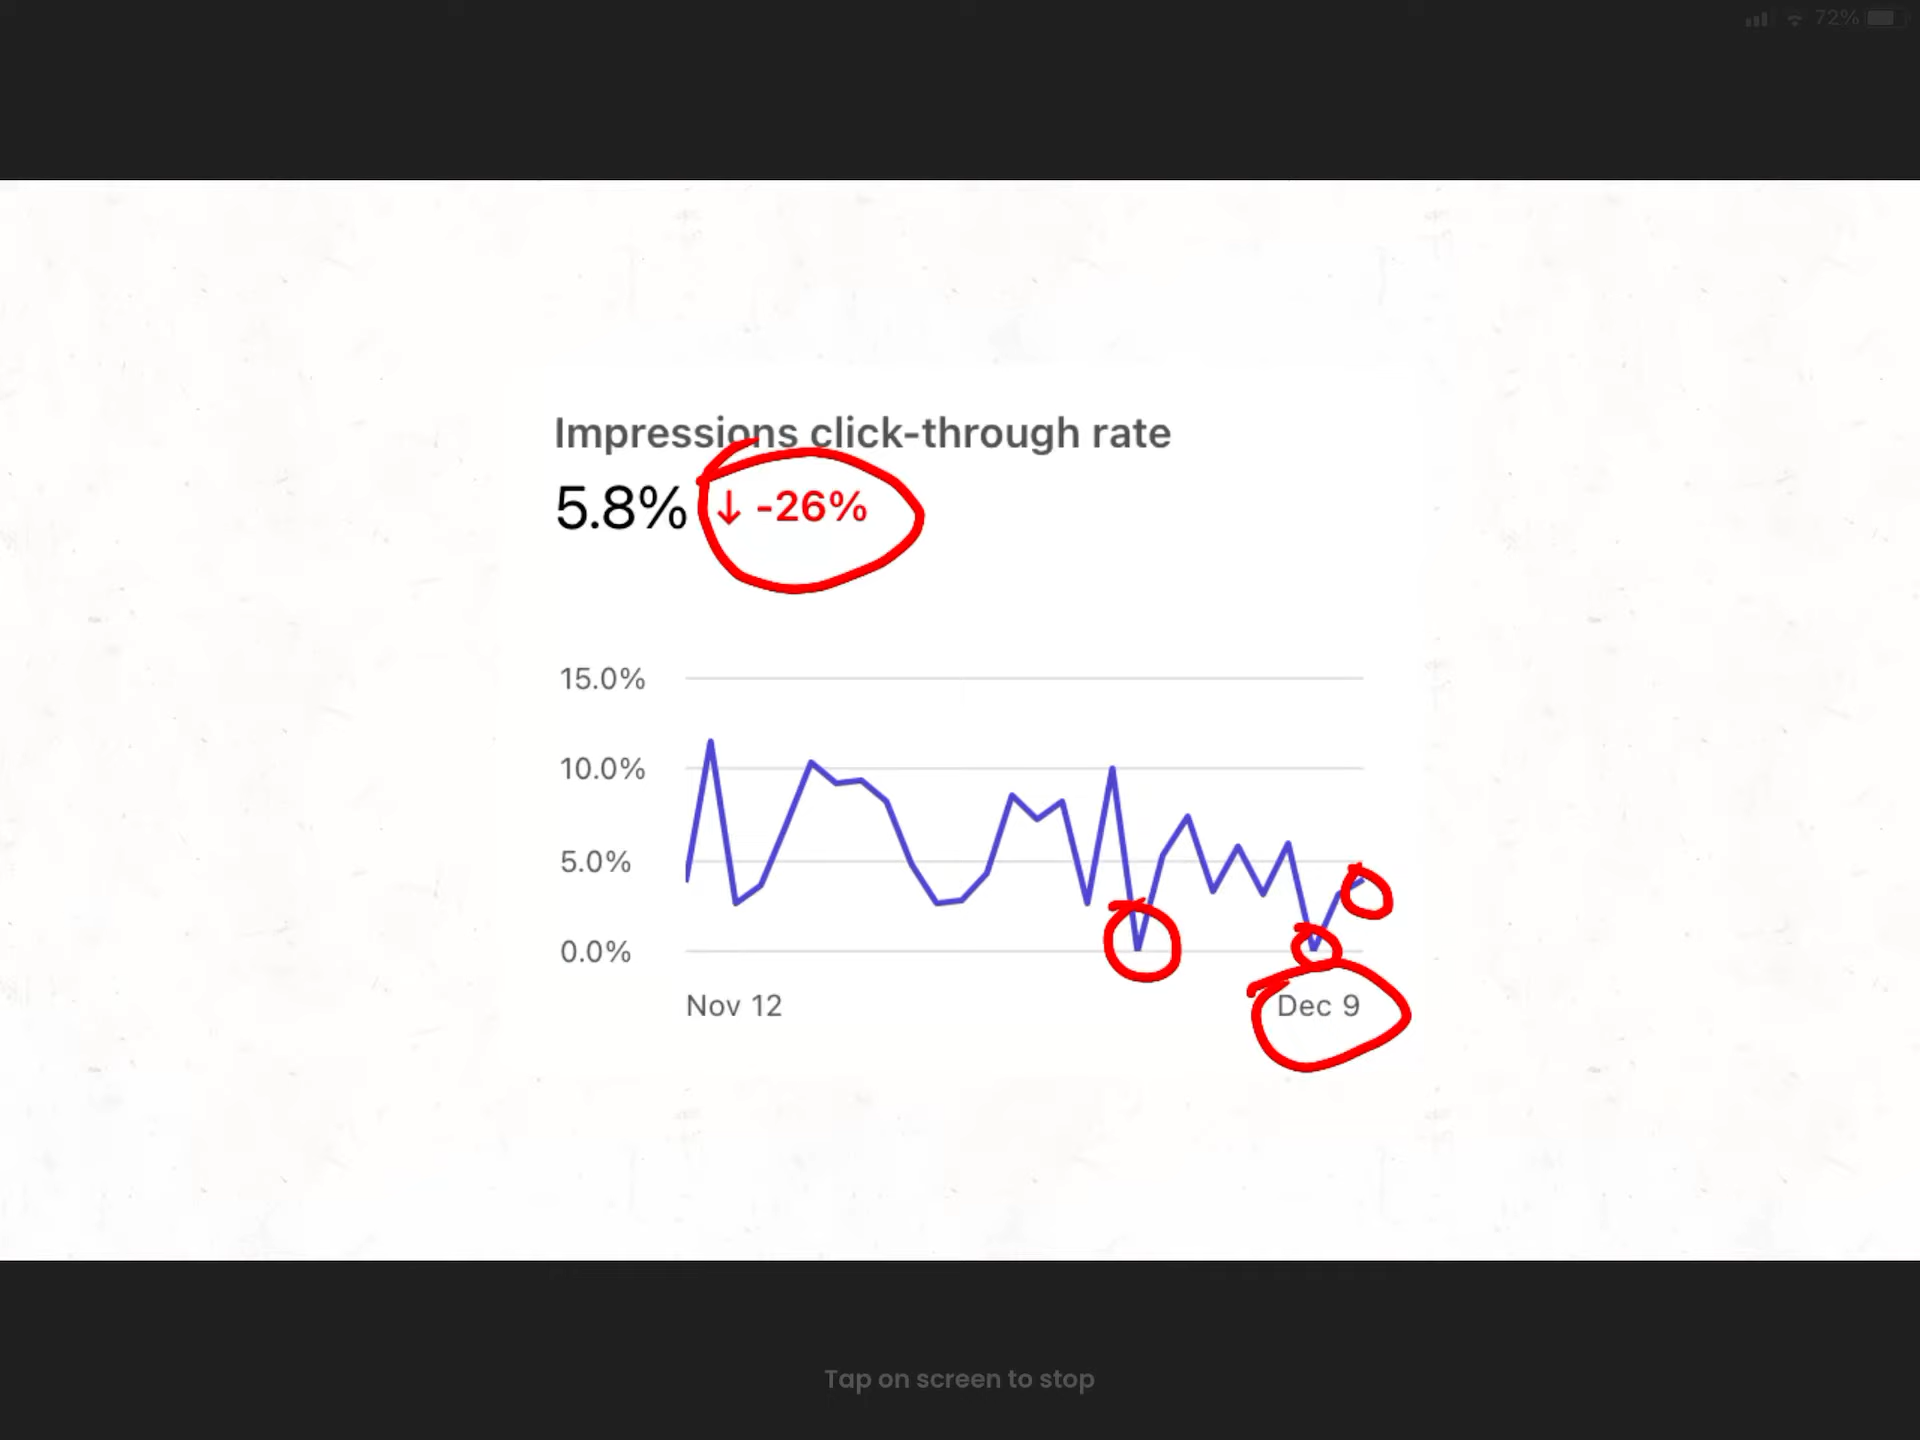 72%
Impressions click-through rate
5.8% ↓ -26%
15.0%
10.0%
5.0%
0.0%
Nov 12 Dec 9
Tap on screen to stop